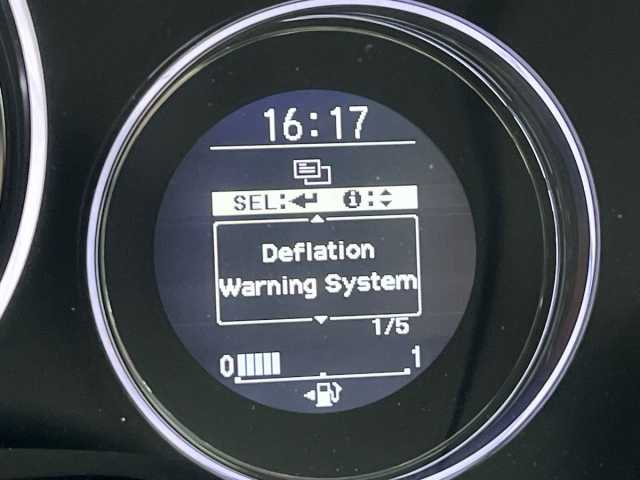 16:17
SEL:↵ i:
Deflation
Warning System
1/5
0 1